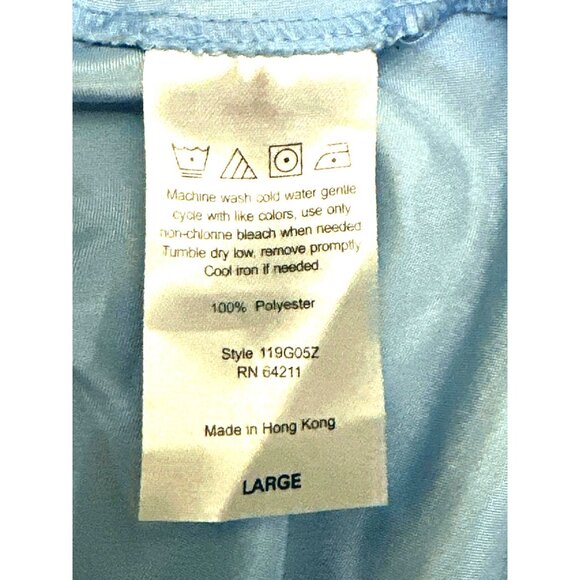 Machine wash cold water gentle
cycle with like colors, use only
non-chlorine bleach when needed
Tumble dry low, remove promptly
Cool iron if needed
100% Polyester
Style 119G05Z
RN 64211
Made in Hong Kong
LARGE